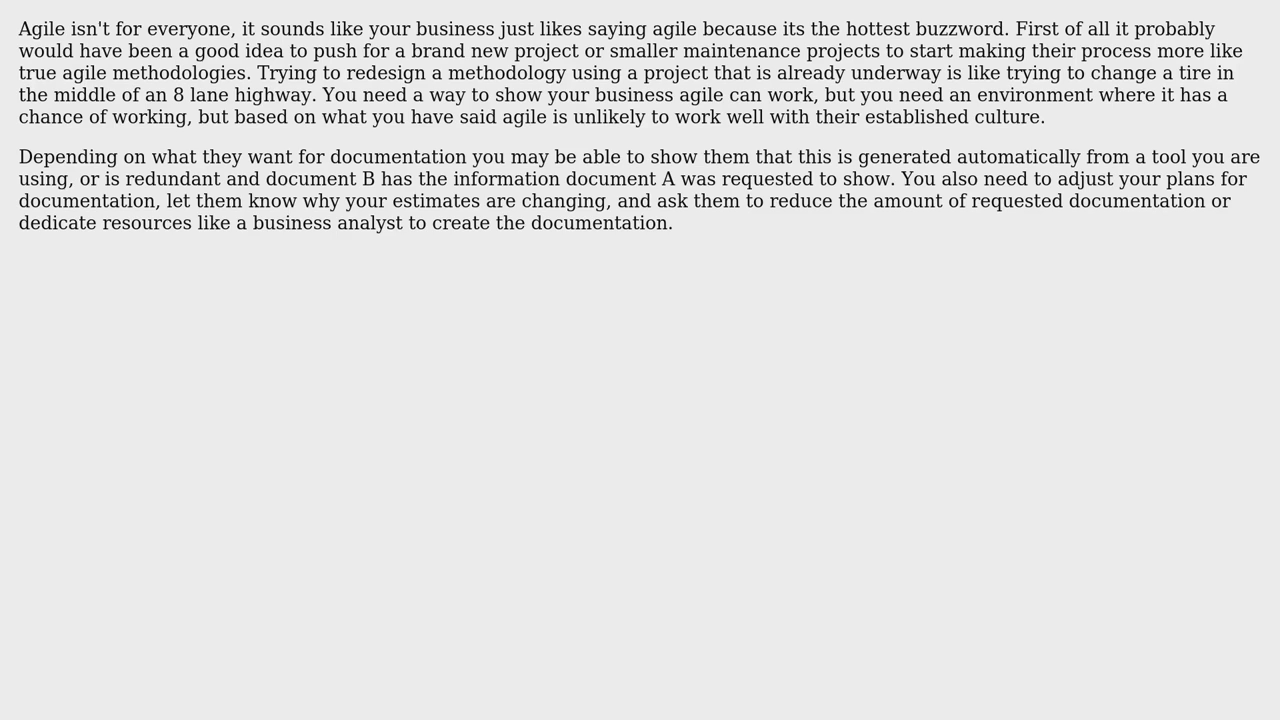 Agile isn't for everyone, it sounds like your business just likes saying agile because its the hottest buzzword. First of all it probably
would have been a good idea to push for a brand new project or smaller maintenance projects to start making their process more like
true agile methodologies. Trying to redesign a methodology using a project that is already underway is like trying to change a tire in
the middle of an 8 lane highway. You need a way to show your business agile can work, but you need an environment where it has a
chance of working, but based on what you have said agile is unlikely to work well with their established culture.
Depending on what they want for documentation you may be able to show them that this is generated automatically from a tool you are
using, or is redundant and document B has the information document A was requested to show. You also need to adjust your plans for
documentation, let them know why your estimates are changing, and ask them to reduce the amount of requested documentation or
dedicate resources like a business analyst to create the documentation.